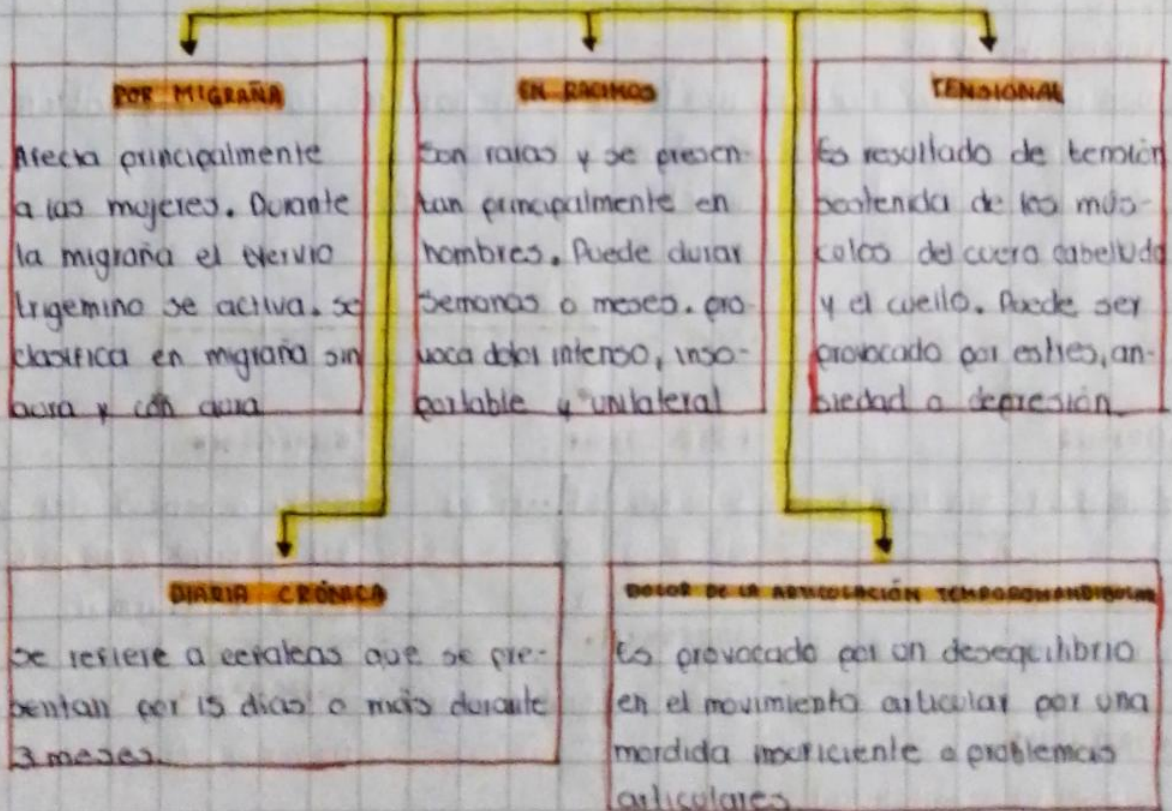 POR MIGRAÑA
Afecta principalmente
a las mujeres. Durante
la migraña el nervio
trigemino se activa. se
clasifica en migraña sin
aura y con aura
EN RACIMOS
Son raras y se presen-
tan principalmente en
hombres. Puede durar
semanas o meses. pro-
voca dolor intenso, inso-
portable y unilateral
TENSIONAL
Es resultado de tensión
sostenida de los mús-
culos del cuero cabelludo
y el cuello. Puede ser
provocado por estres, an-
siedad o depresión.
DIARIA CRÓNICA
Se refiere a cefaleas que se pre-
sentan por 15 dias o más durante
3 meses.
DOLOR DE LA ARTICULACIÓN TEMPOROMANDIBULAR
Es provocado por un desequilibrio
en el movimiento articular por una
mordida insuficiente o problemas
articulares